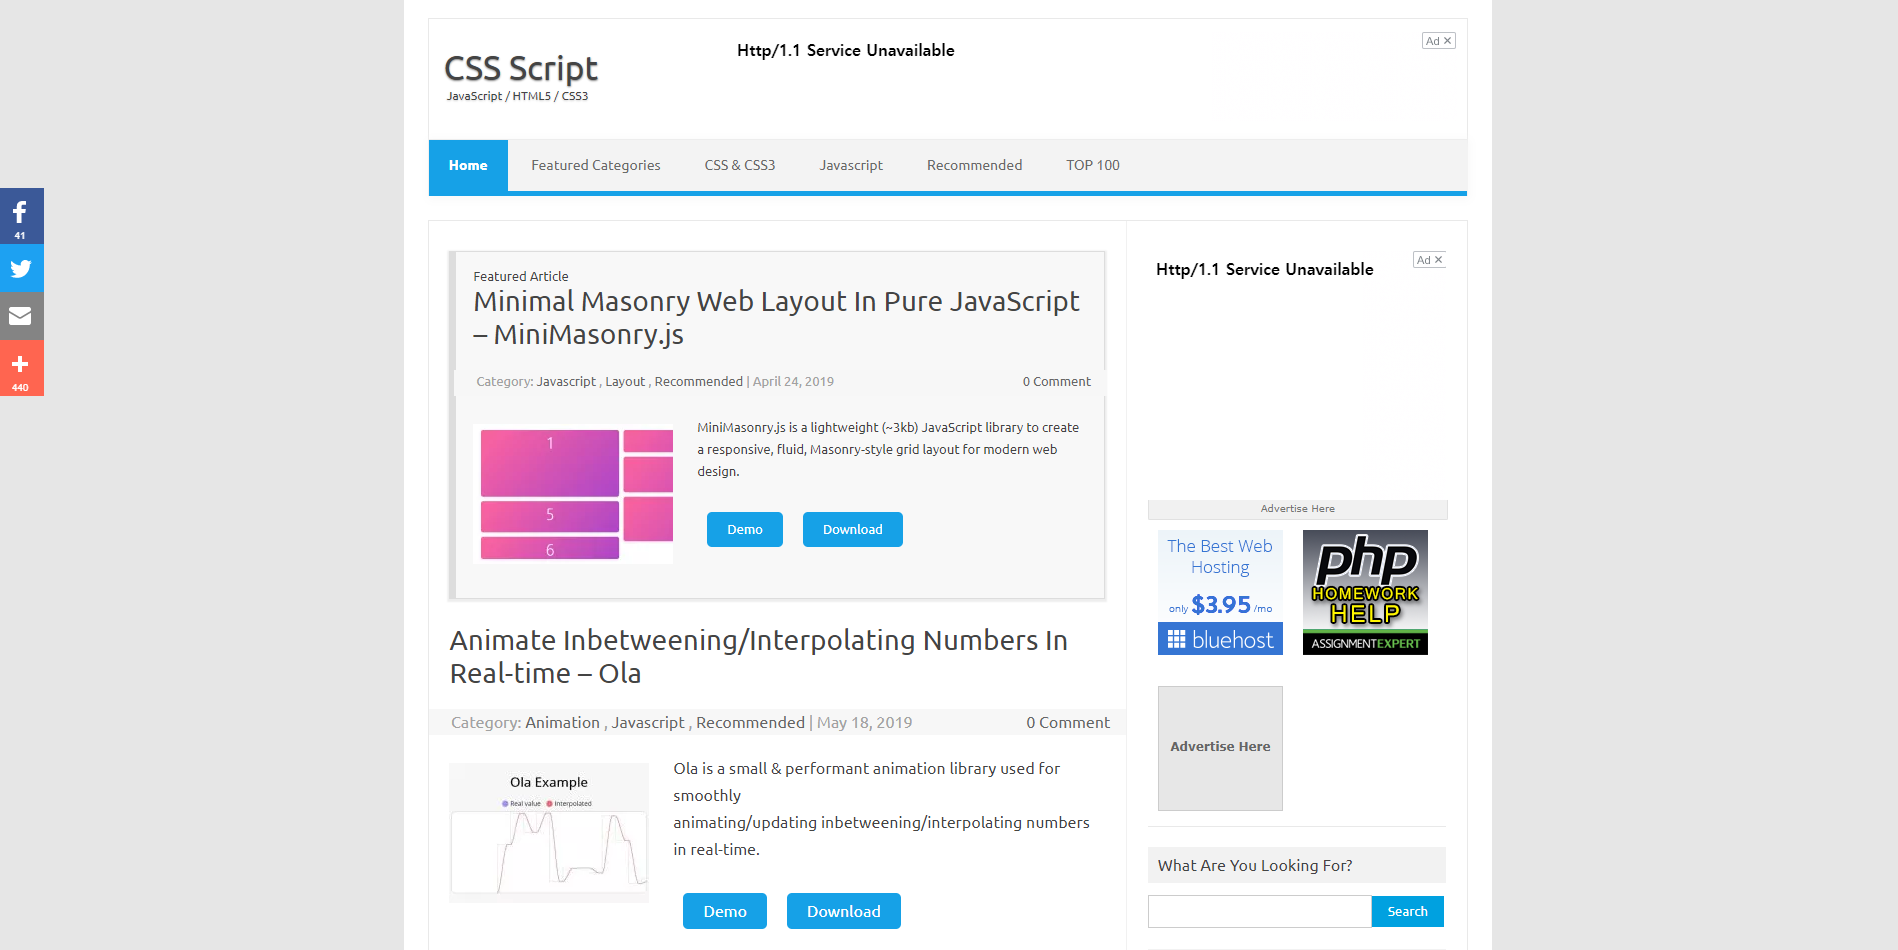 CSS Script
JavaScript / HTML5 / CSS3
Http/1.1 Service Unavailable
Ad
Home
Featured Categories
CSS & CSS3
Javascript
Recommended
TOP 100
41
440
Featured Article
Minimal Masonry Web Layout In Pure JavaScript
– MiniMasonry.js
Category: Javascript , Layout , Recommended | April 24, 2019
0 Comment
1
5
6
MiniMasonry.js is a lightweight (~3kb) JavaScript library to create
a responsive, fluid, Masonry-style grid layout for modern web
design.
Demo
Download
Animate Inbetweening/Interpolating Numbers In
Real-time – Ola
Category: Animation , Javascript , Recommended | May 18, 2019
0 Comment
Ola Example
Real value
Interpolated
Ola is a small & performant animation library used for
smoothly
animating/updating inbetweening/interpolating numbers
in real-time.
Demo
Download
Http/1.1 Service Unavailable
Ad
Advertise Here
The Best Web
Hosting
only $3.95 /mo
bluehost
php
HOMEWORK
HELP
ASSIGNMENTEXPERT
Advertise Here
What Are You Looking For?
Search